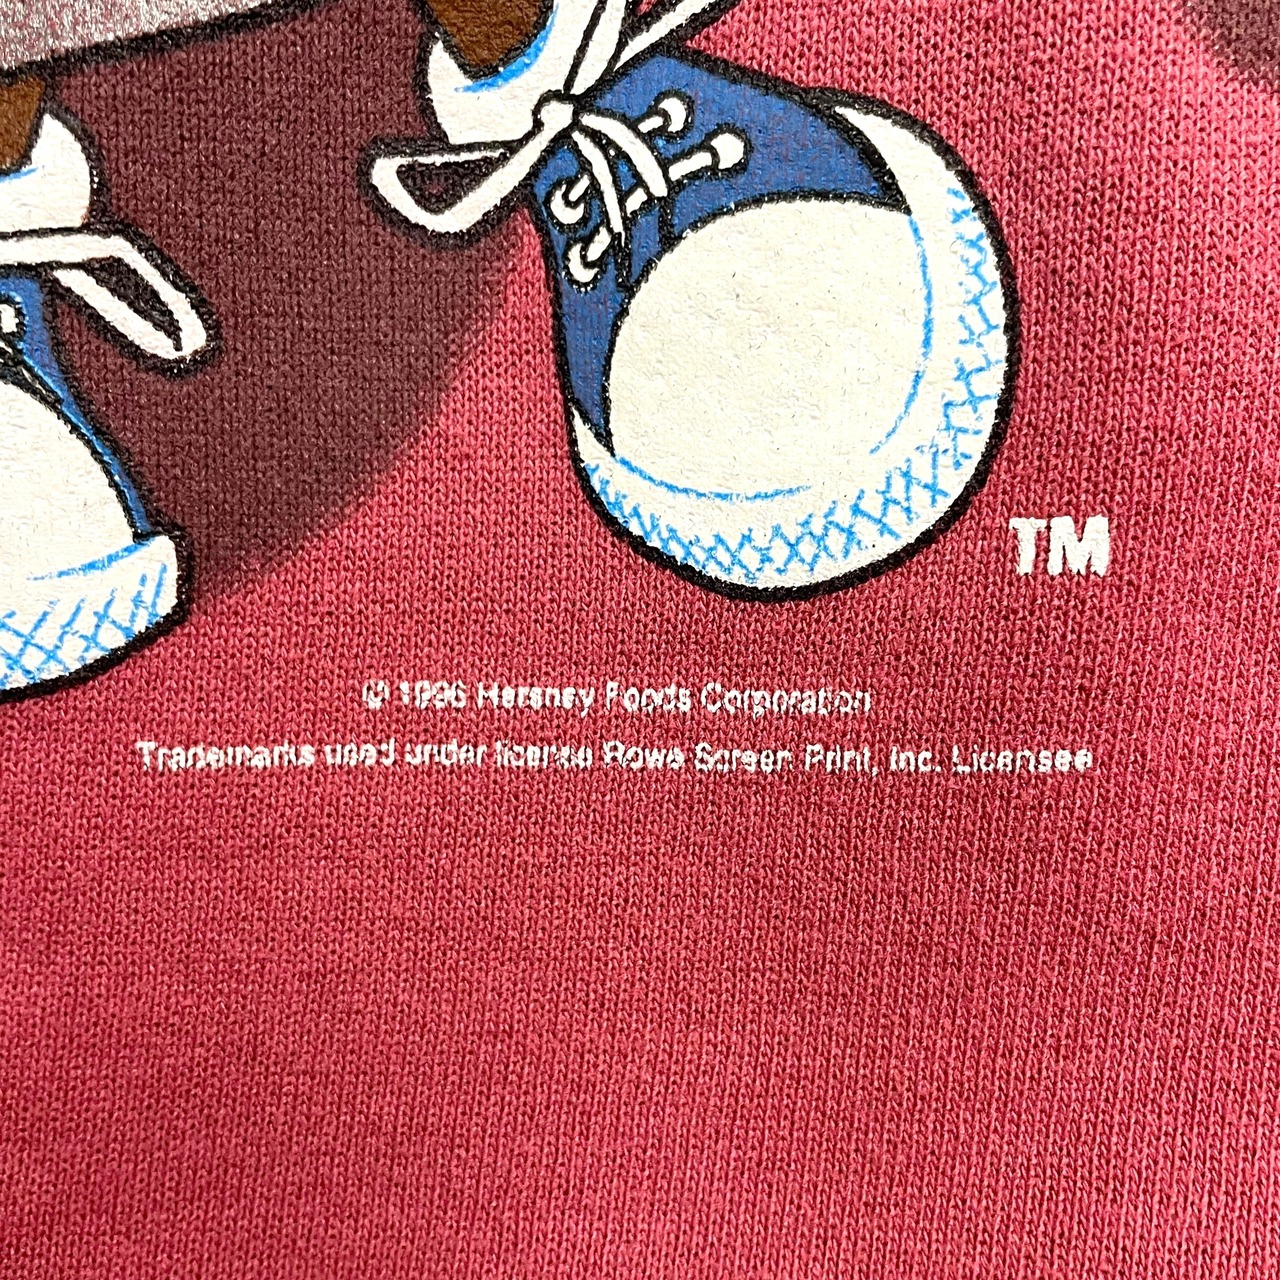 TM
© 1996 Hershey Foods Corporation
Trademarks used under license Rowe Screen Print, Inc. Licensee